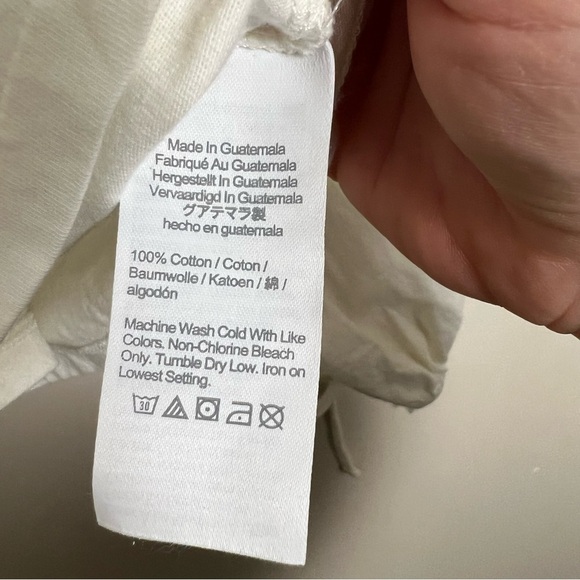 Made In Guatemala
Fabriqué Au Guatemala
Hergestellt In Guatemala
Vervaardigd In Guatemala
グアテマラ製
hecho en guatemala
100% Cotton / Coton /
Baumwolle / Katoen / 綿 /
algodón
Machine Wash Cold With Like
Colors. Non-Chlorine Bleach
Only. Tumble Dry Low. Iron on
Lowest Setting.
30